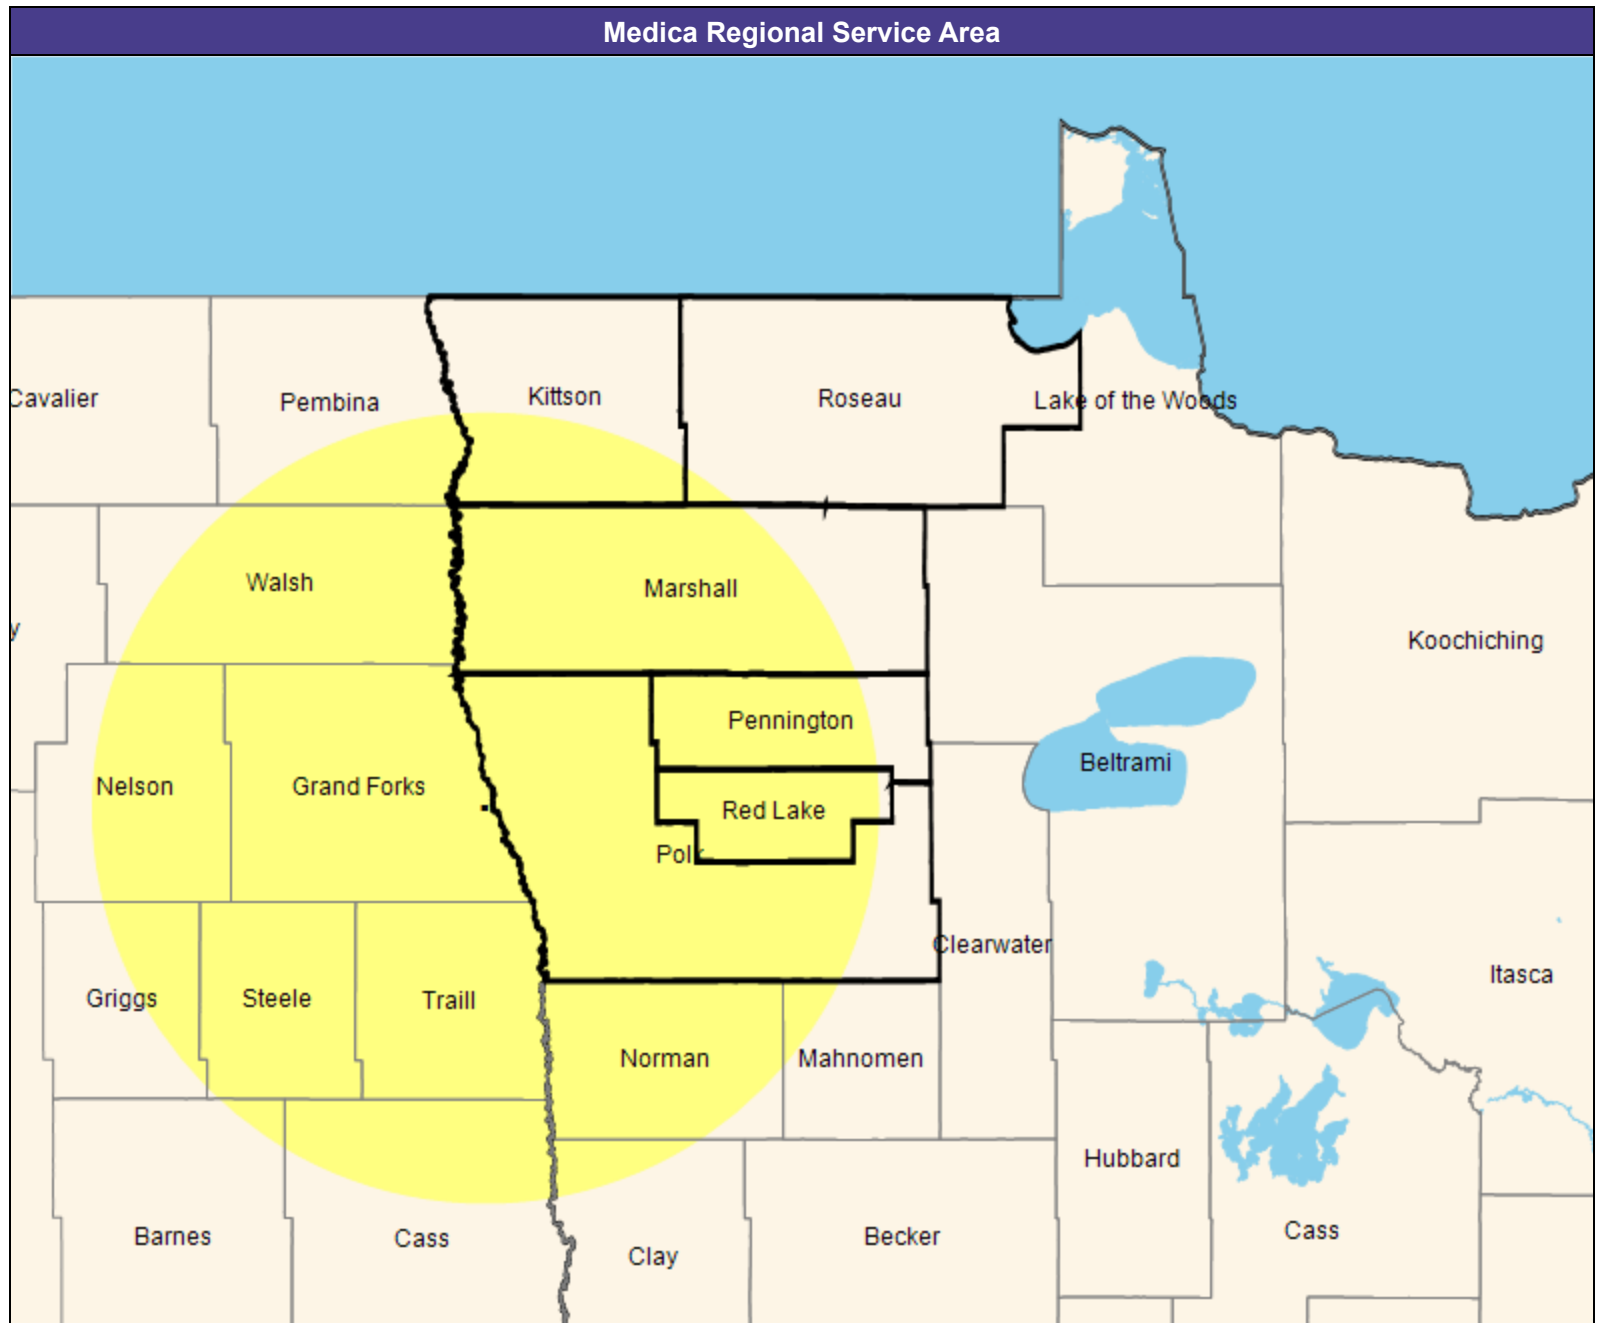 Medica Regional Service Area
Cavalier
Pembina
Kittson
Roseau
Lake of the Woods
Walsh
Marshall
y
Koochiching
Pennington
Beltrami
Nelson
Grand Forks
Red Lake
Polk
Clearwater
Itasca
Griggs
Steele
Traill
Norman
Mahnomen
Hubbard
Barnes
Cass
Clay
Becker
Cass